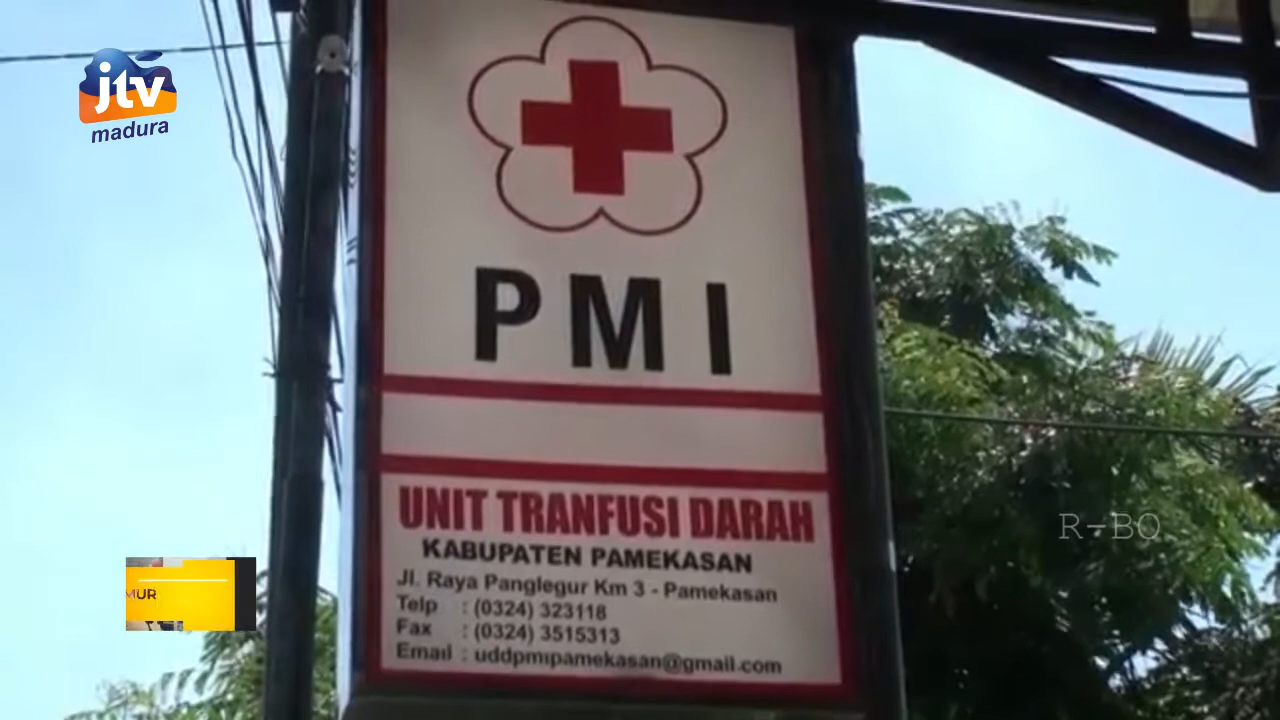 jtv
madura
PMI
UNIT TRANFUSI DARAH
KABUPATEN PAMEKASAN
Jl. Raya Panglegur Km 3 - Pamekasan
Telp : (0324) 323118
Fax : (0324) 3515313
Email : uddpmipamekasan@gmail.com
R-BO
MUR